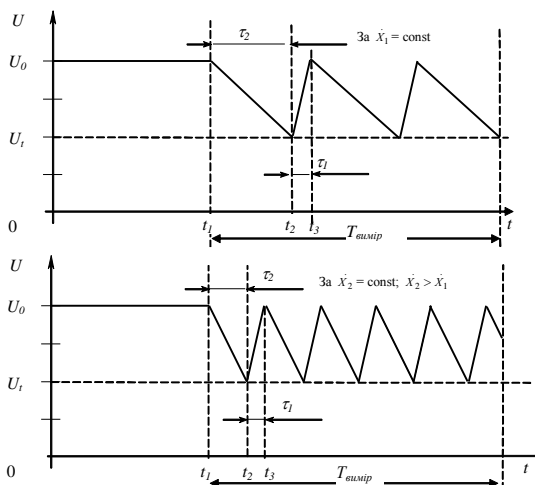 U
τ2
За Ẋ1 = const
U0
Ut
τ1
0
t1
t2
t3
Tвимір
t
U
τ2
За Ẋ2 = const; Ẋ2 > Ẋ1
U0
Ut
τ1
0
t1
t2
t3
Tвимір
t